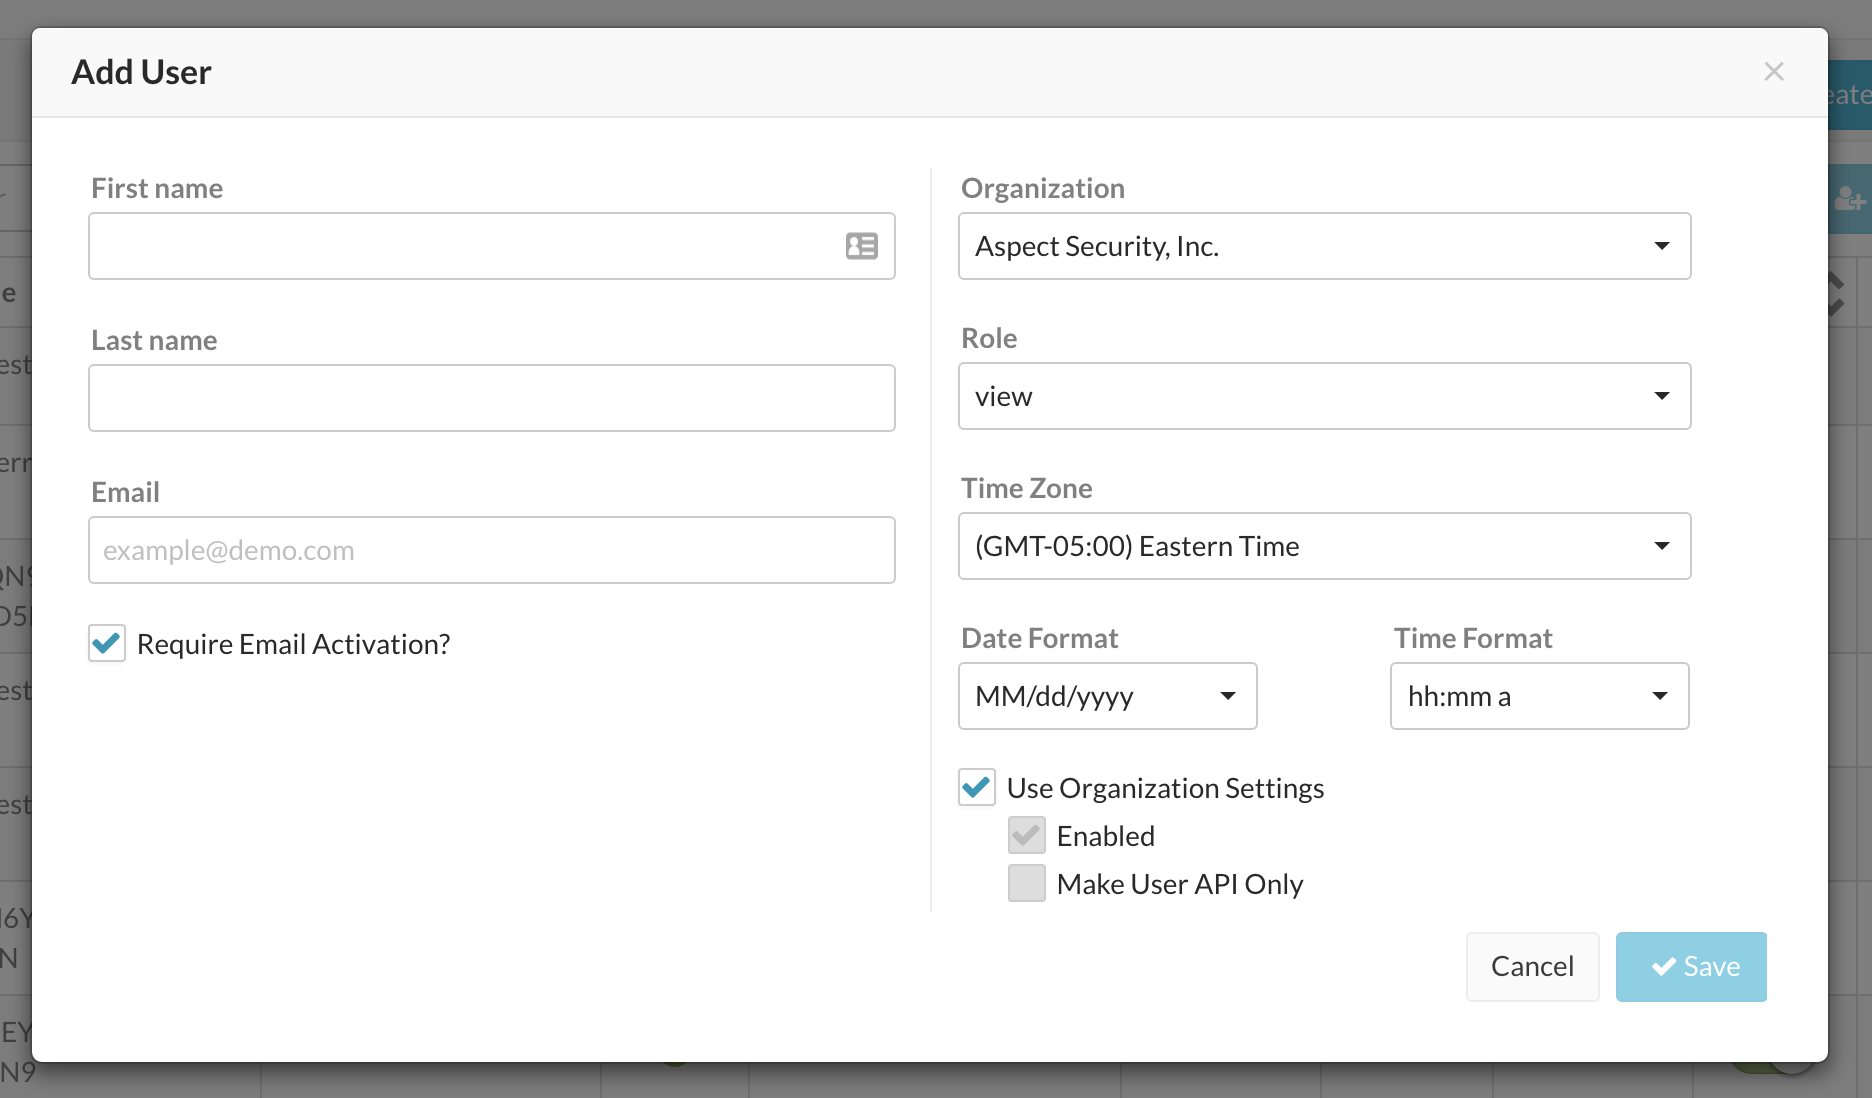 Add User
First name
Last name
Email
example@demo.com
Require Email Activation?
Organization
Aspect Security, Inc.
Role
view
Time Zone
(GMT-05:00) Eastern Time
Date Format
Time Format
MM/dd/yyyy
hh:mm a
Use Organization Settings
Enabled
Make User API Only
Cancel
Save